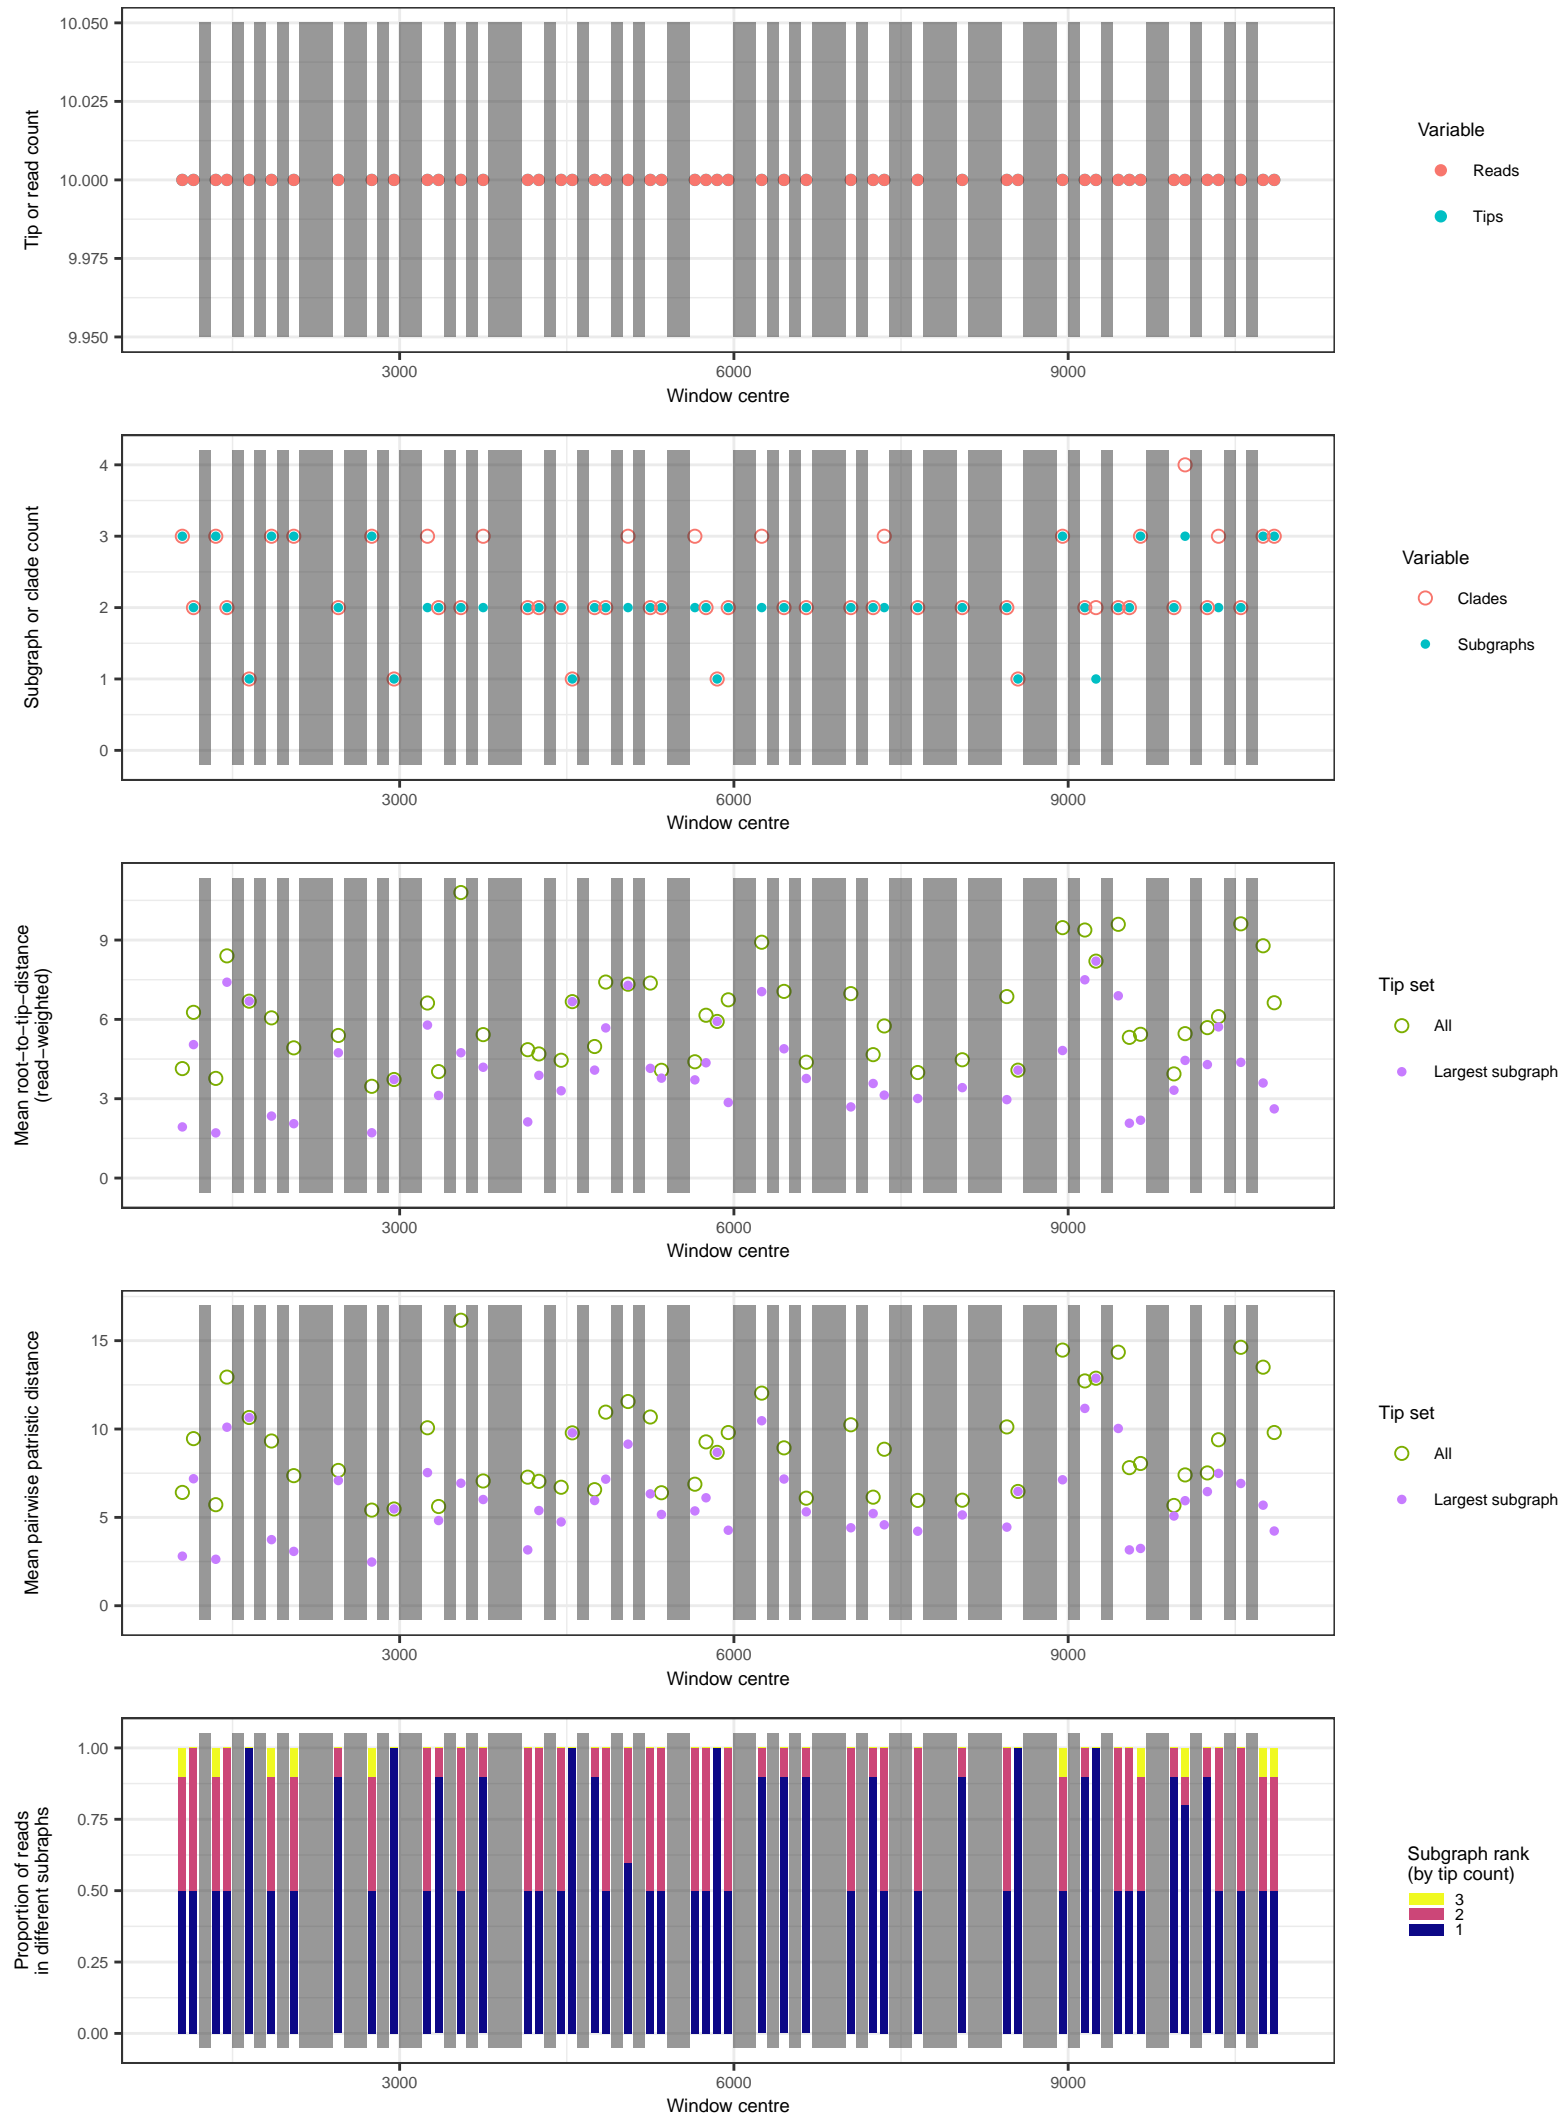 10.050
10.025
10.000
9.975
9.950
Tip or read count
3000
6000
9000
Window centre
Variable
Reads
Tips
4
3
2
1
0
Subgraph or clade count
3000
6000
9000
Window centre
Variable
Clades
Subgraphs
9
6
3
0
Mean root−to−tip−distance
(read−weighted)
3000
6000
9000
Window centre
Tip set
All
Largest subgraph
15
10
5
0
Mean pairwise patristic distance
3000
6000
9000
Window centre
Tip set
All
Largest subgraph
1.00
0.75
0.50
0.25
0.00
Proportion of reads
in different subraphs
3000
6000
9000
Window centre
Subgraph rank
(by tip count)
3
2
1